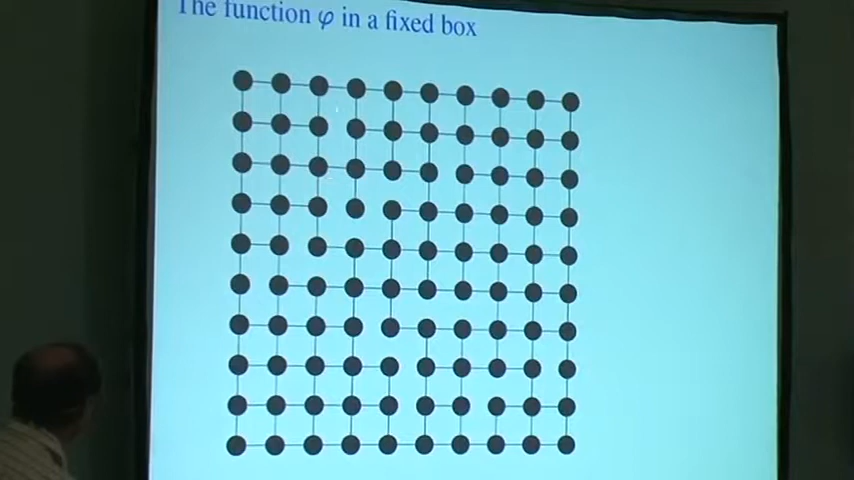 The function φ in a fixed box